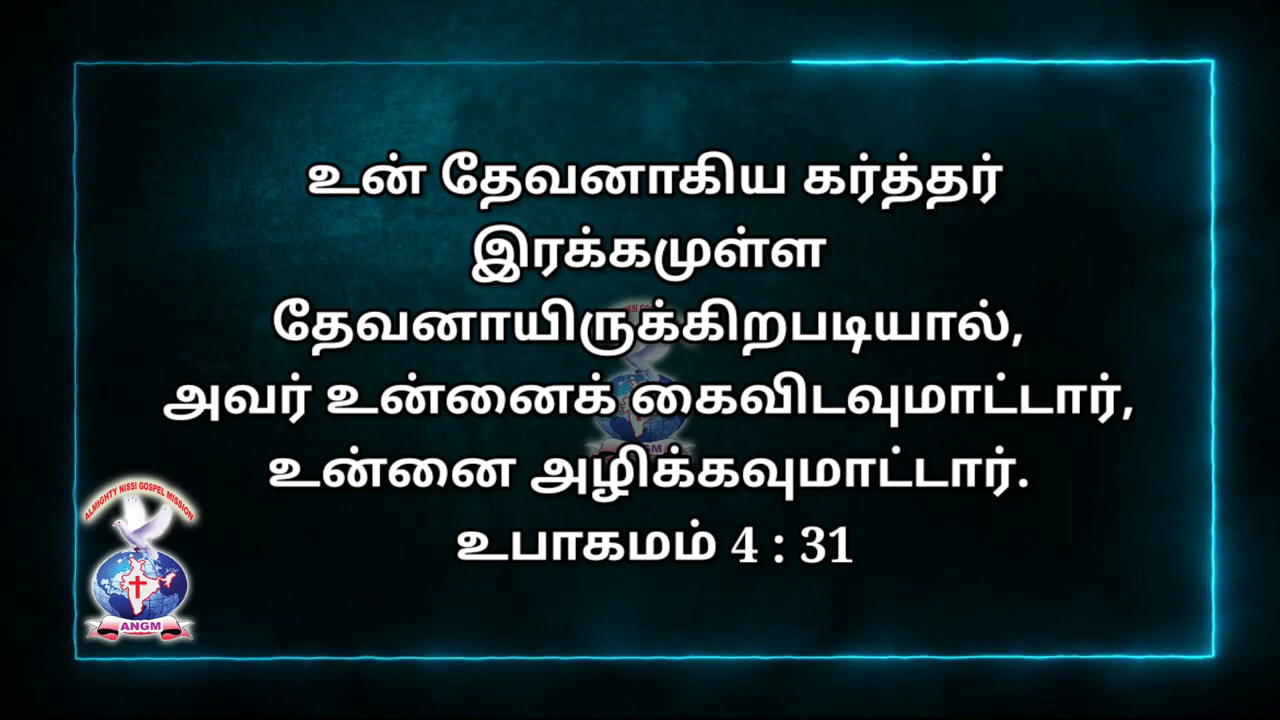 உன் தேவனாகிய கர்த்தர்
இரக்கமுள்ள
தேவனாயிருக்கிறபடியால்,
அவர் உன்னைக் கைவிடவுமாட்டார்,
உன்னை அழிக்கவுமாட்டார்.
உபாகமம் 4 : 31
ALMIGHTY NISSI GOSPEL MISSION
ANGM